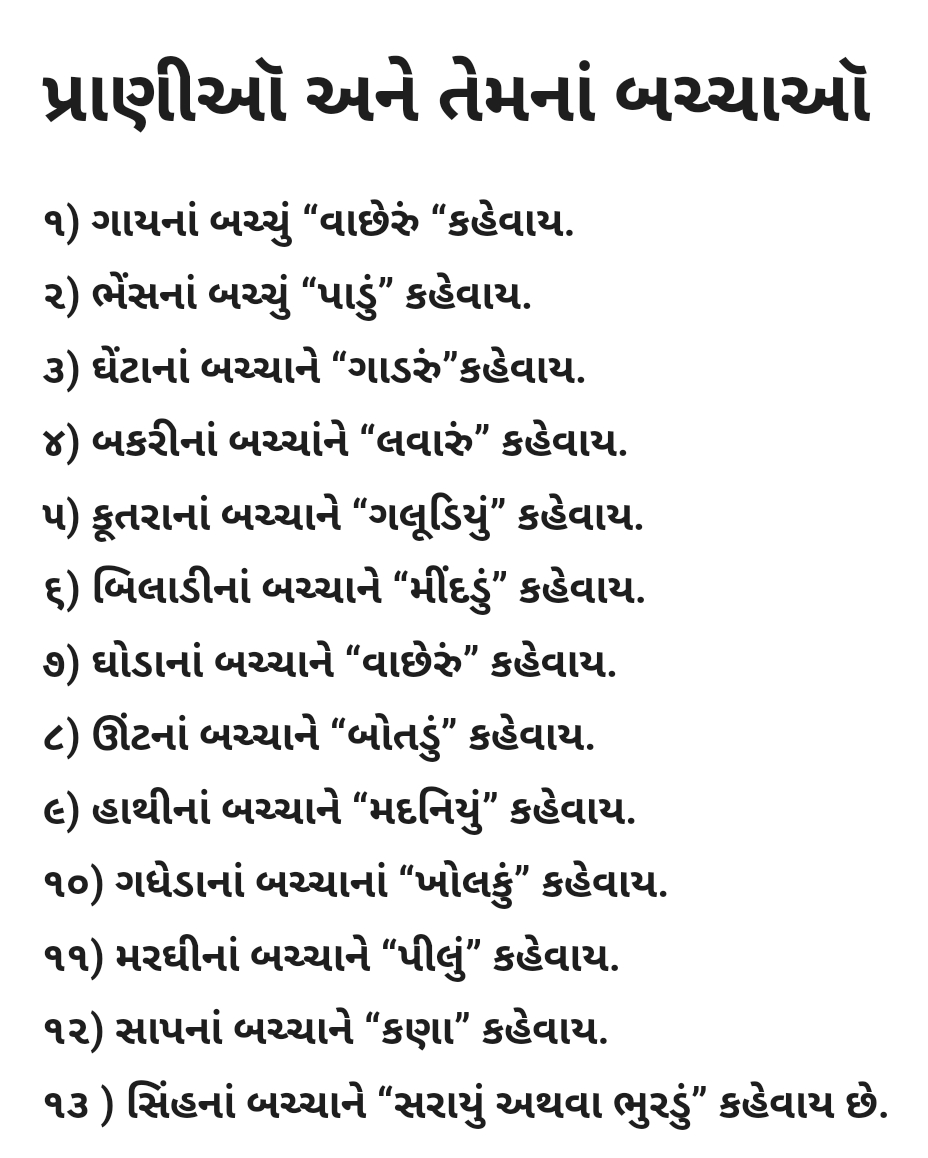 પ્રાણીઓ અને તેમનાં બચ્ચાઓ
૧) ગાયનાં બચ્ચું “વાછેરું “કહેવાય.
૨) ભેંસનાં બચ્ચું “પાડું” કહેવાય.
૩) ઘેંટાનાં બચ્ચાને “ગાડરું”કહેવાય.
૪) બકરીનાં બચ્ચાંને “લવારું” કહેવાય.
૫) કૂતરાનાં બચ્ચાને “ગલૂડિયું” કહેવાય.
૬) બિલાડીનાં બચ્ચાને “મીંદડું” કહેવાય.
૭) ઘોડાનાં બચ્ચાને “વાછેરું” કહેવાય.
૮) ઊંટનાં બચ્ચાને “બોતડું” કહેવાય.
૯) હાથીનાં બચ્ચાને “મદનિયું” કહેવાય.
૧૦) ગધેડાનાં બચ્ચાનાં “ખોલકું” કહેવાય.
૧૧) મરઘીનાં બચ્ચાને “પીલું” કહેવાય.
૧૨) સાપનાં બચ્ચાને “કણા” કહેવાય.
૧૩ ) સિંહનાં બચ્ચાને “સરાયું અથવા ભુરડું” કહેવાય છે.